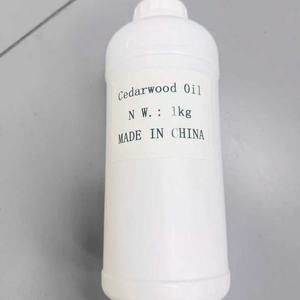 Cedarwood Oil
N W.: 1kg
MADE IN CHINA